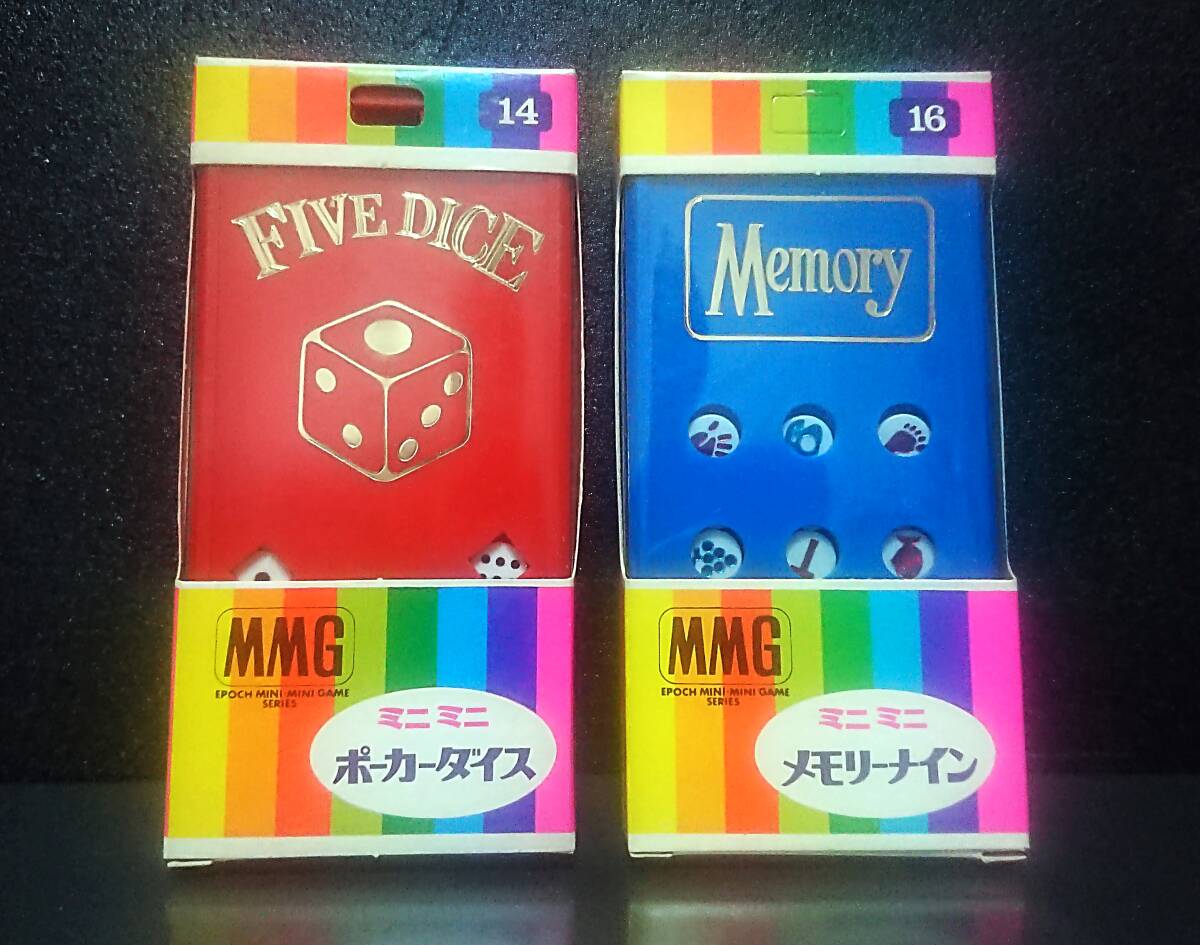 14
FIVE DICE
MMG
EPOCH MINI-MINI GAME
SERIES
ミニミニ
ポーカーダイス
16
Memory
MMG
EPOCH MINI-MINI GAME
SERIES
ミニミニ
メモリーナイン